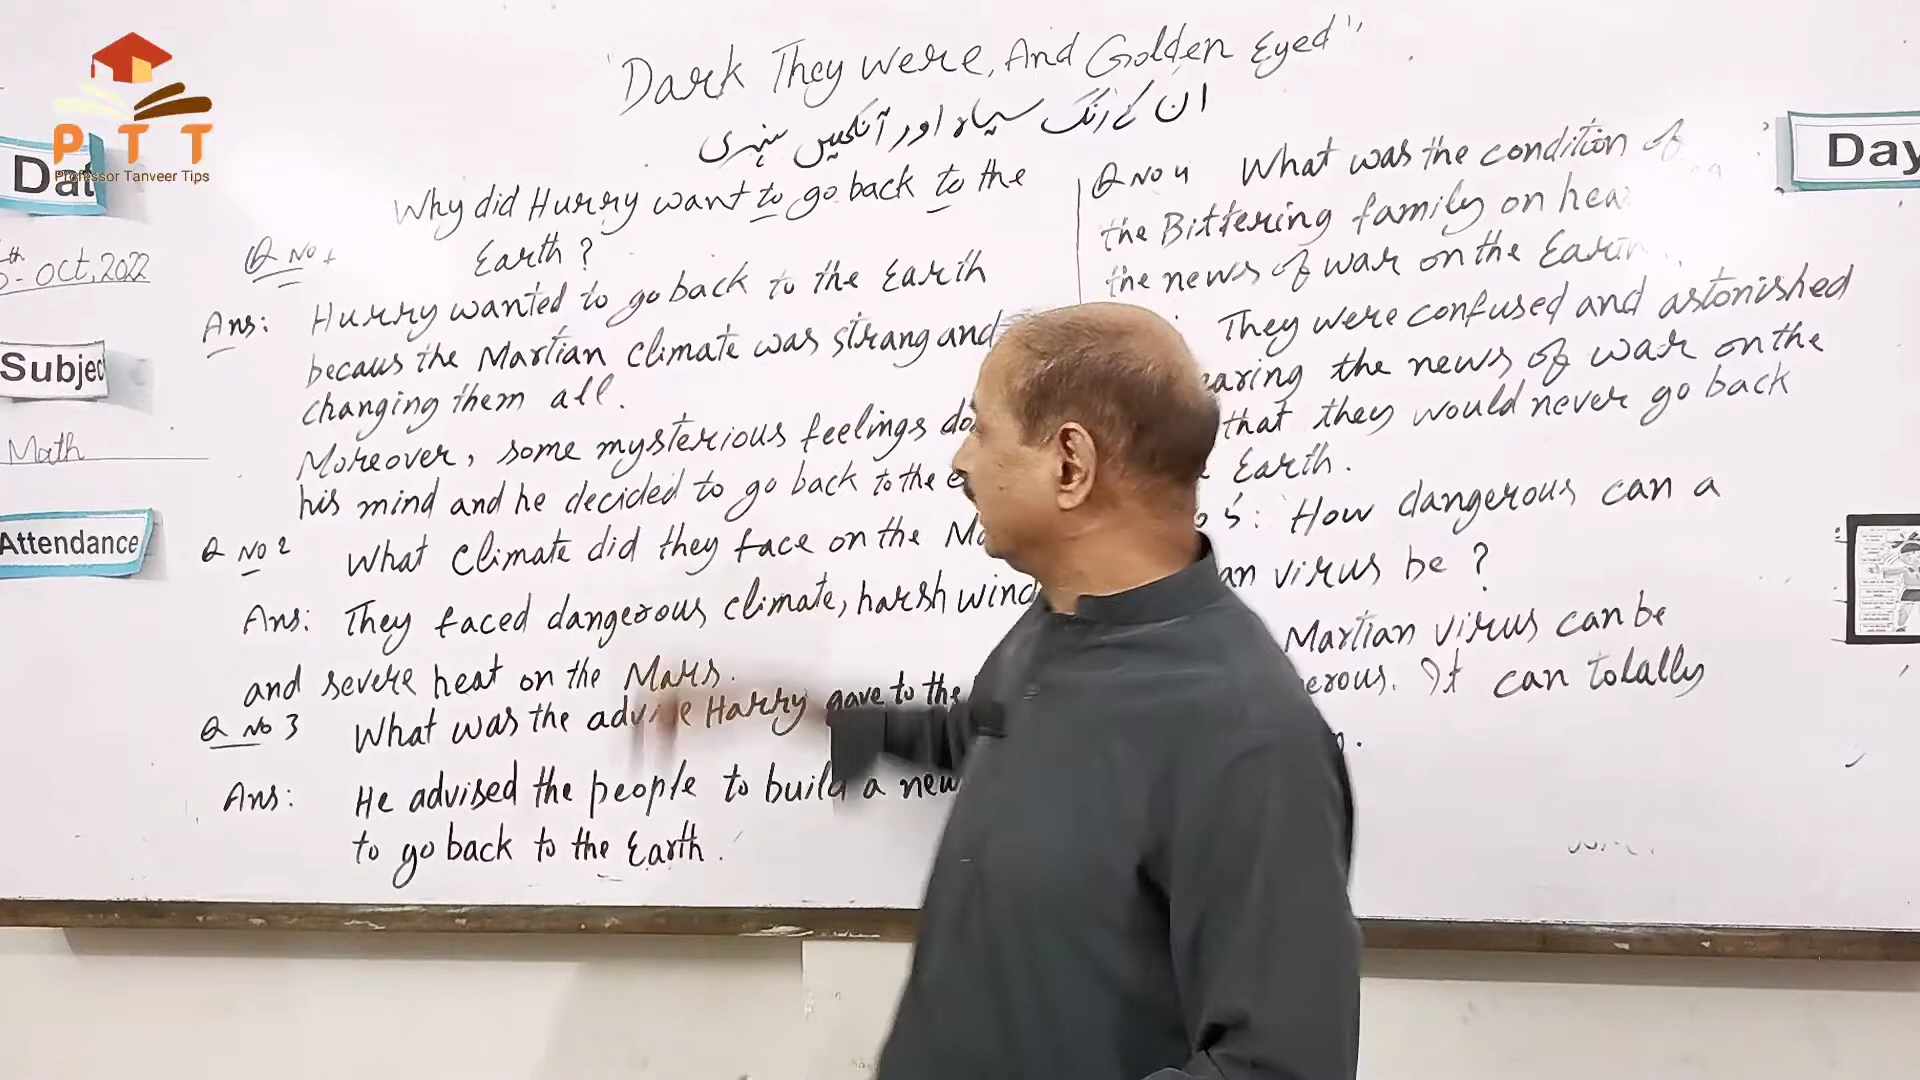 PTT
Professor Tanveer Tips
"Dark They were, And Golden Eyed"
ان کے رنگ سیاہ اور آنکھیں سنہری
Dat
Oct, 2022
Subjec
Math
Attendance
Day
Why did Hurry want to go back to the
Q No 1
Earth?
Ans: Hurry wanted to go back to the Earth
becaus the Martian climate was strang and
changing them all.
Moreover, some mysterious feelings
his mind and he decided to go back to the
Q No 2 What climate did they face on the
Ans: They faced dangerous climate, harsh wind
and severe heat on the Mars.
Q No 3 What was the Harry gave to the
Ans: He advised the people to build a new
to go back to the Earth.
Q No 4 What was the condition of
the Bittering family on hea
the news of war on the Earth
They were confused and astonished
earing the news of war on the
that they would never go back
Earth.
o 5: How dangerous can a
an virus be?
Martian virus can be
erous. It can totally